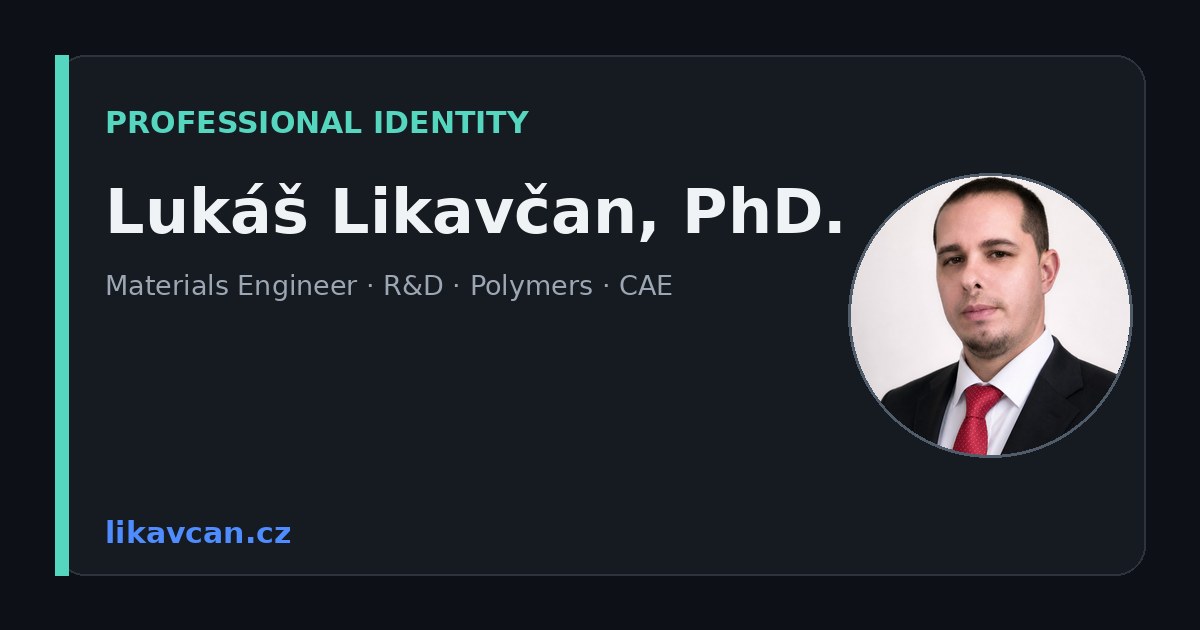 PROFESSIONAL IDENTITY
Lukáš Likavčan, PhD.
Materials Engineer · R&D · Polymers · CAE
likavcan.cz